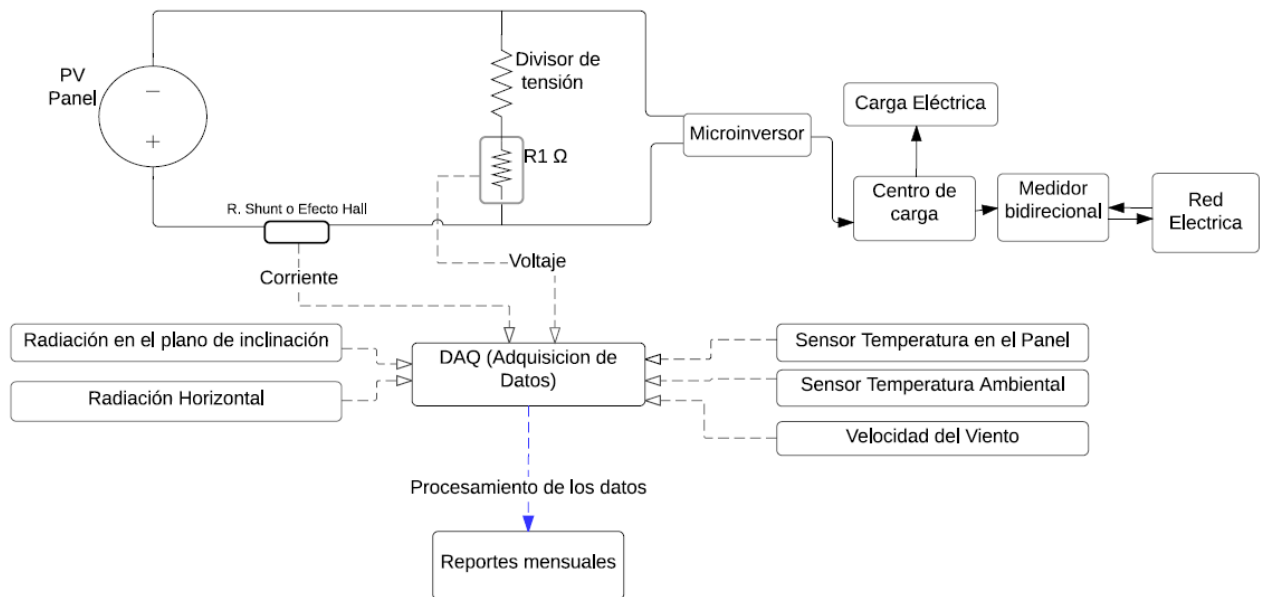 PV
Panel
Divisor de
tensión
R1 Ω
R. Shunt o Efecto Hall
Corriente
Voltaje
Microinversor
Carga Eléctrica
Centro de
carga
Medidor
bidirecional
Red
Electrica
Radiación en el plano de inclinación
Radiación Horizontal
DAQ (Adquisicion de
Datos)
Sensor Temperatura en el Panel
Sensor Temperatura Ambiental
Velocidad del Viento
Procesamiento de los datos
Reportes mensuales